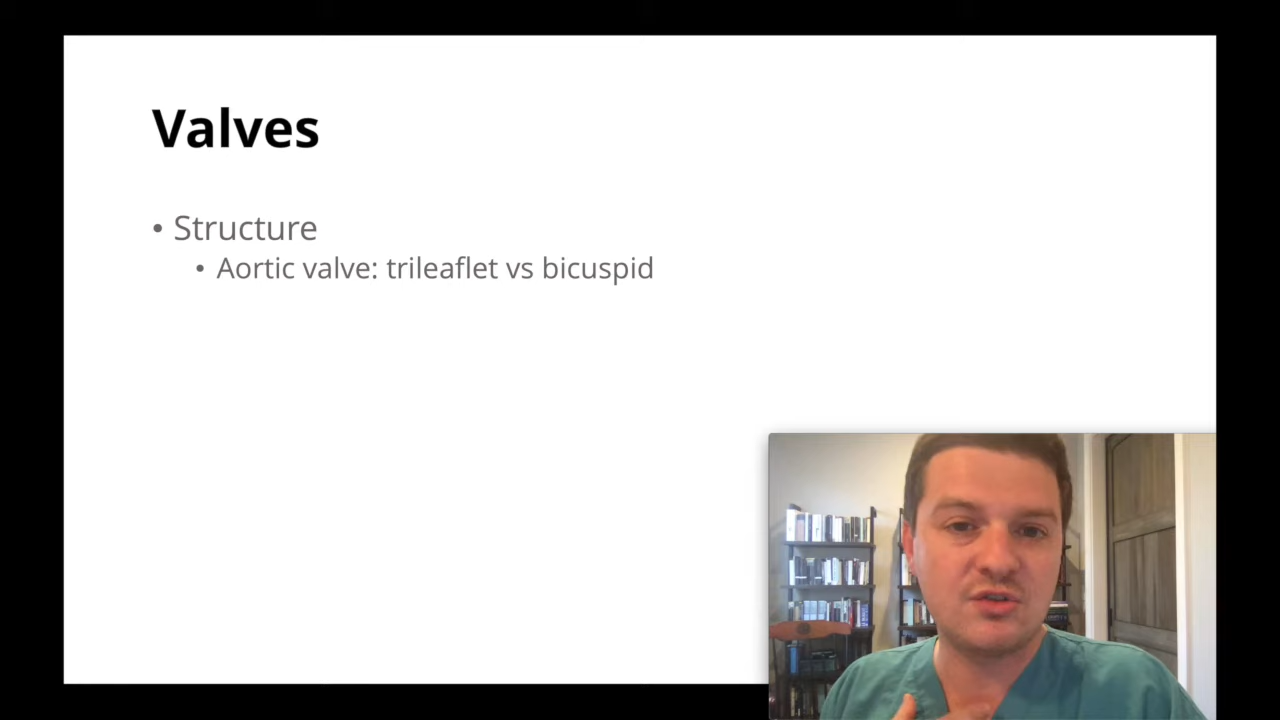 Valves
• Structure
• Aortic valve: trileaflet vs bicuspid